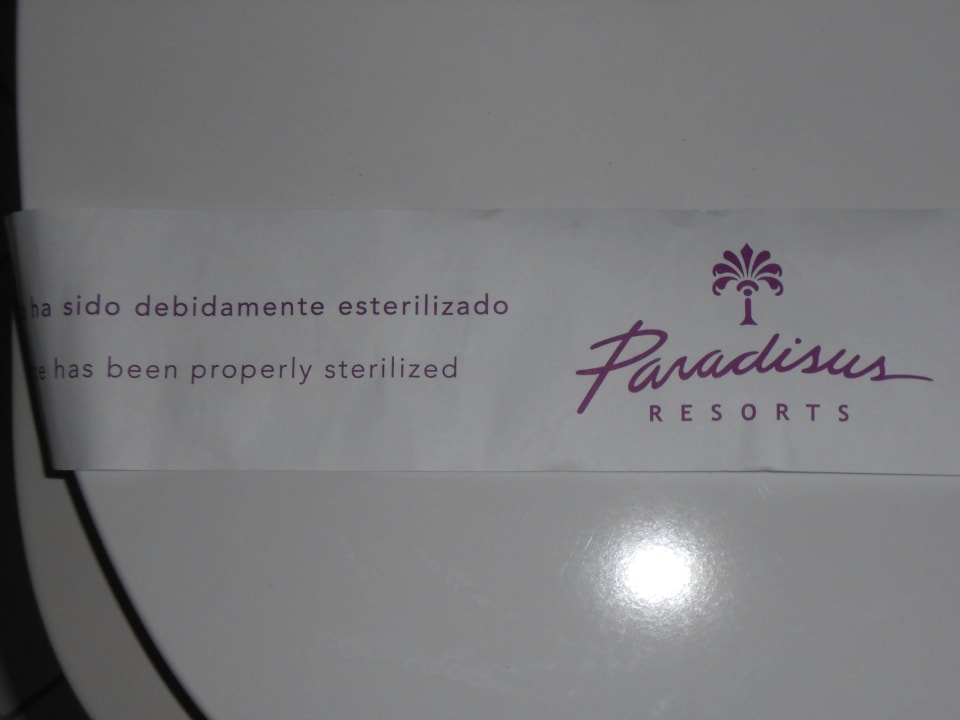 ha sido debidamente esterilizado
has been properly sterilized
Paradisus
RESORTS